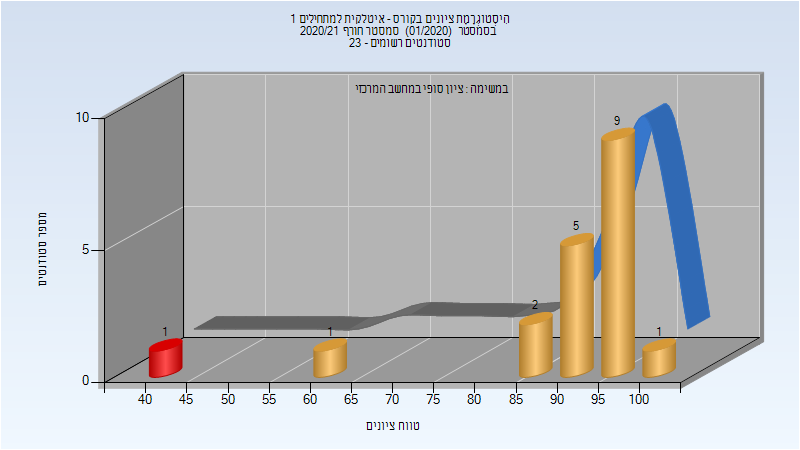 היסטוגרמת ציונים בקורס - איטלקית למתחילים 1
בסמסטר (01/2020) סמסטר חורף 2020/21
סטודנטים רשומים - 23
במשימה : ציון סופי במחשב המרכזי
מספר סטודנטים
10
5
0
1
1
2
5
9
1
40 45 50 55 60 65 70 75 80 85 90 95 100
טווח ציונים